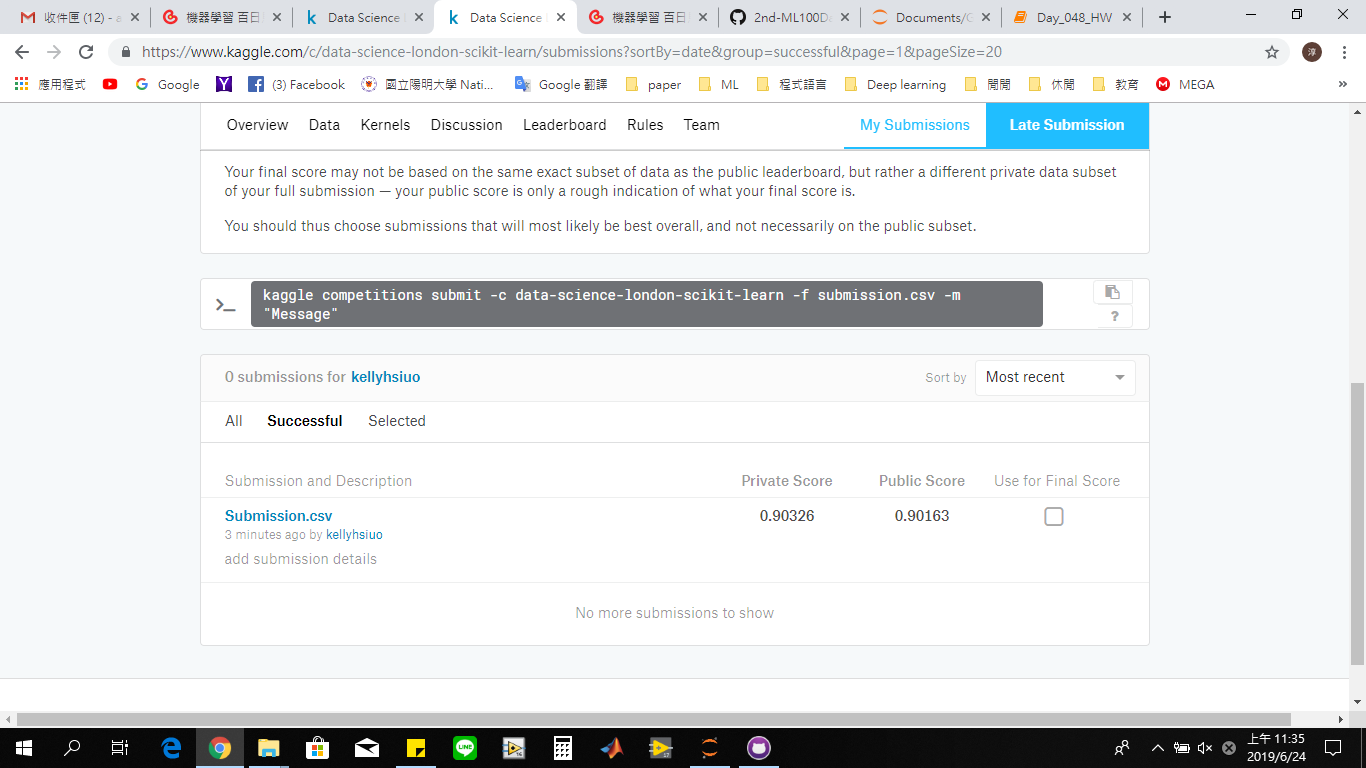 收件匣 (12) - a
機器學習 百日
Data Science
Data Science
機器學習 百日
2nd-ML100Da
Documents/C
Day_048_HW
https://www.kaggle.com/c/data-science-london-scikit-learn/submissions?sortBy=date&group=successful&page=1&pageSize=20
淳
應用程式
Google
(3) Facebook
國立陽明大學 Nati...
Google 翻譯
paper
ML
程式語言
Deep learning
閒閒
休閒
教育
MEGA
»
Overview
Data
Kernels
Discussion
Leaderboard
Rules
Team
My Submissions
Late Submission
Your final score may not be based on the same exact subset of data as the public leaderboard, but rather a different private data subset
of your full submission — your public score is only a rough indication of what your final score is.
You should thus choose submissions that will most likely be best overall, and not necessarily on the public subset.
kaggle competitions submit -c data-science-london-scikit-learn -f submission.csv -m
"Message"
?
0 submissions for kellyhsiuo
Sort by
Most recent
All
Successful
Selected
Submission and Description
Private Score
Public Score
Use for Final Score
Submission.csv
0.90326
0.90163
3 minutes ago by kellyhsiuo
add submission details
No more submissions to show
上午 11:35
2019/6/24